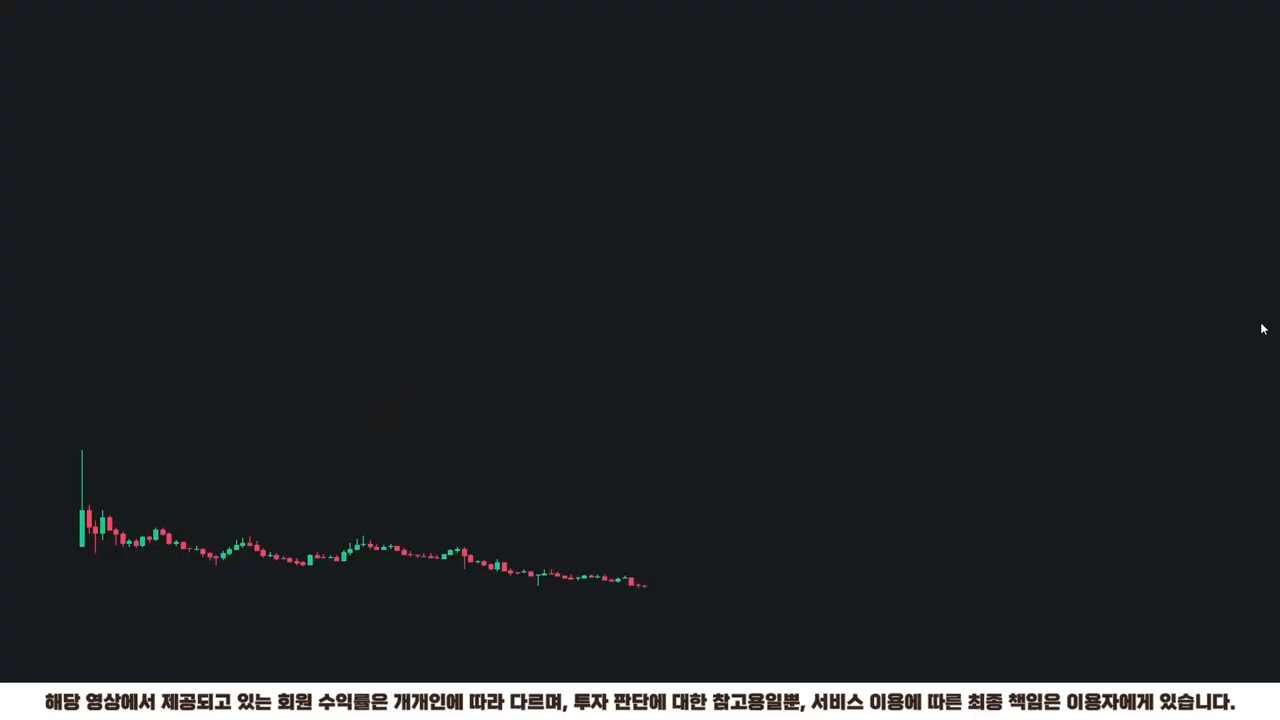 해당 영상에서 제공되고 있는 회원 수익률은 개개인에 따라 다르며, 투자 판단에 대한 참고용일뿐, 서비스 이용에 따른 최종 책임은 이용자에게 있습니다.